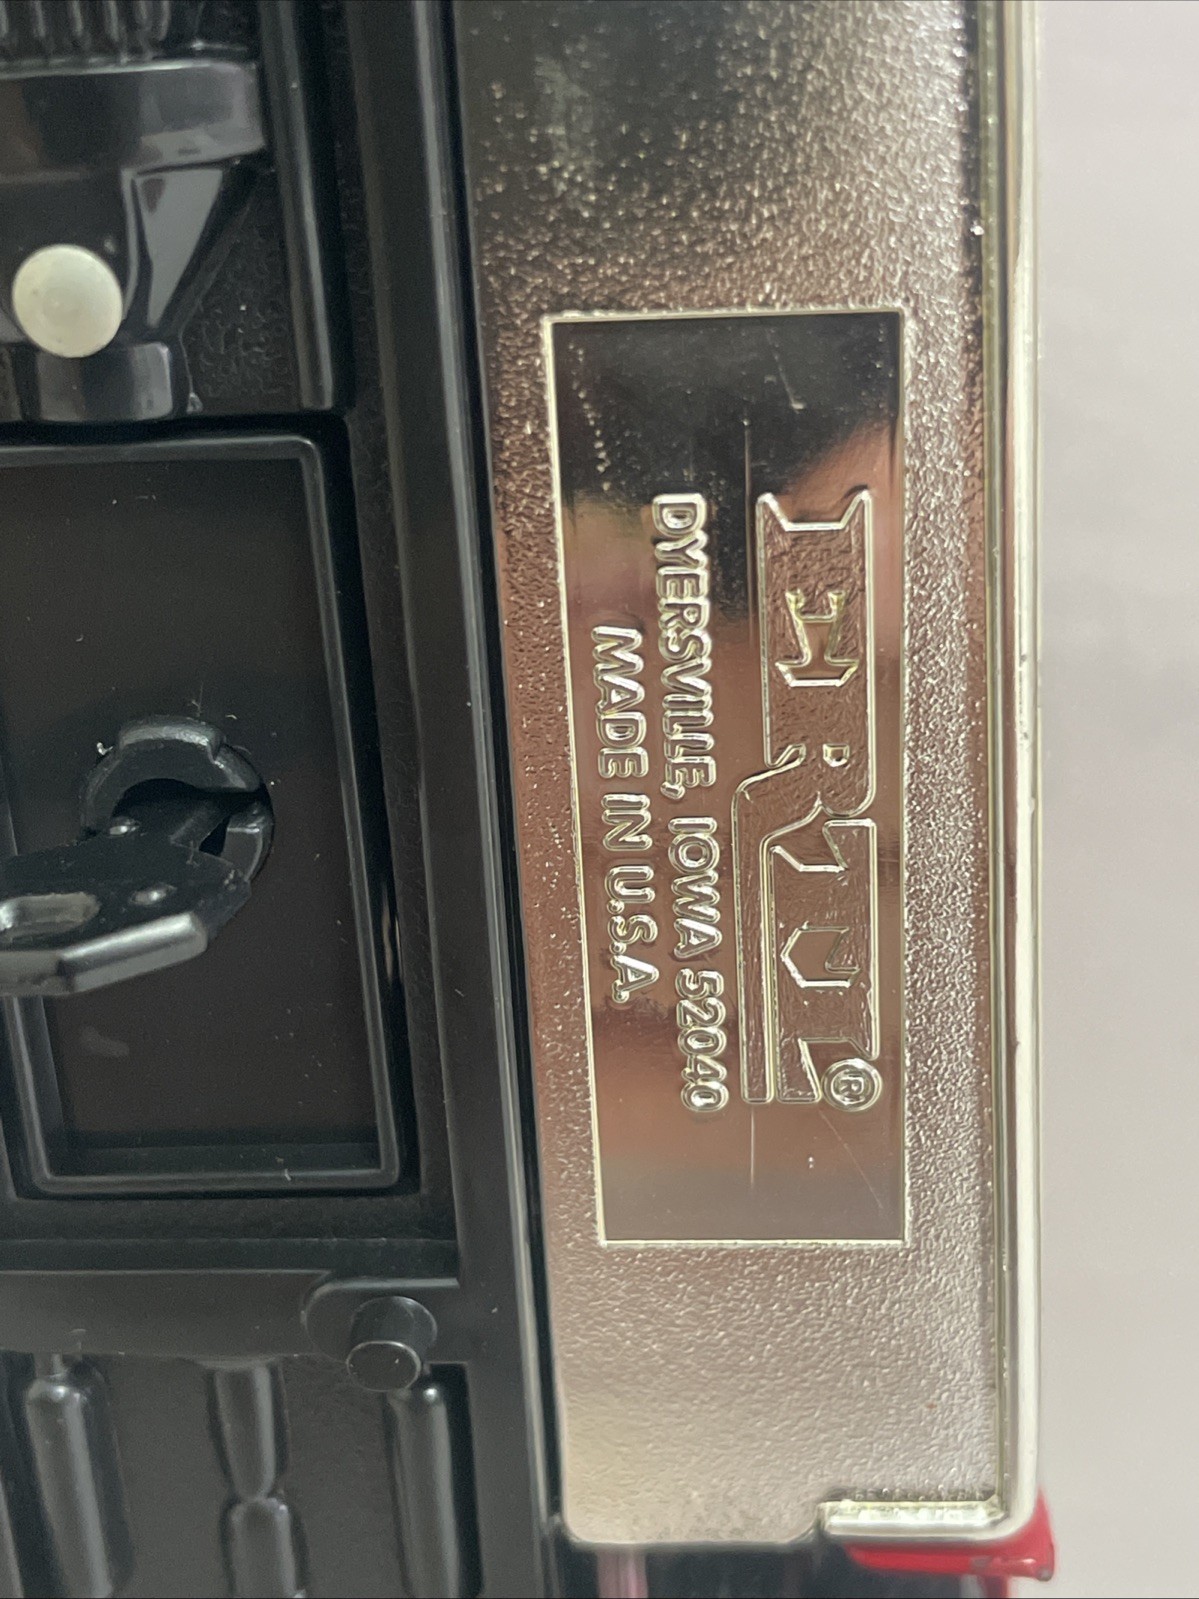 ERTL®
DYERSVILLE, IOWA 52040
MADE IN U.S.A.